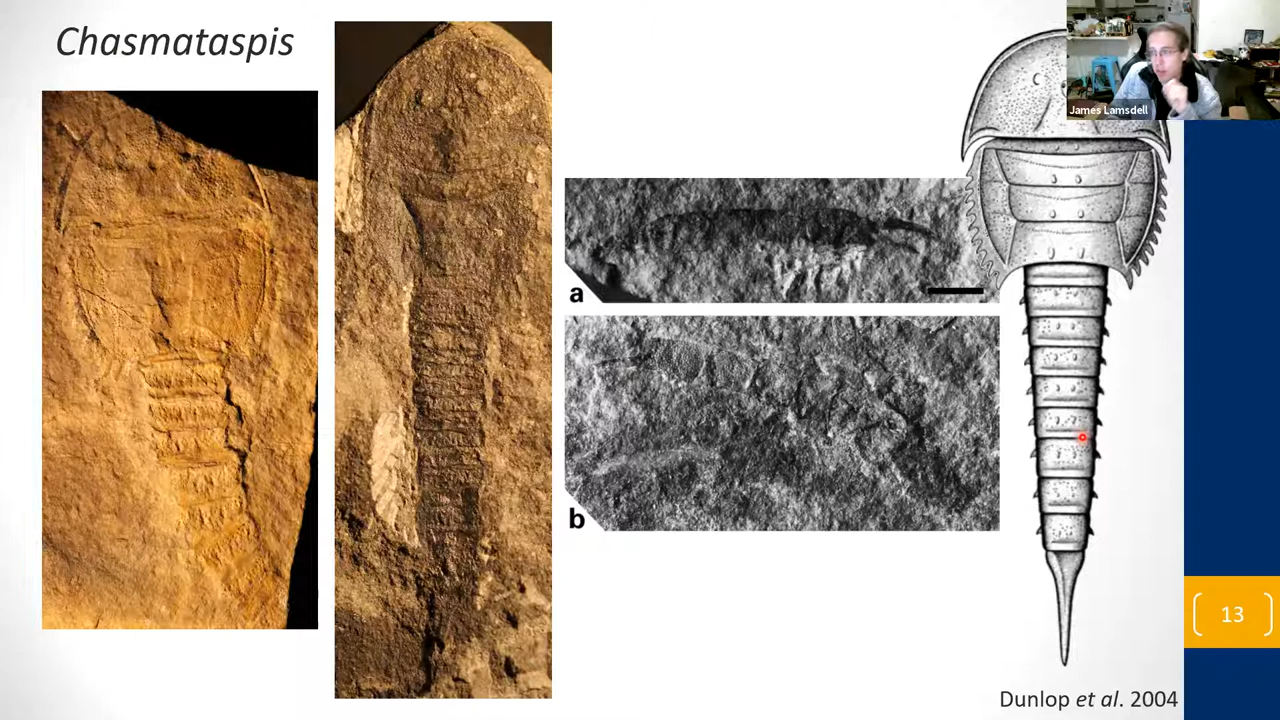 Chasmataspis
James Lamsdell
a
b
13
Dunlop et al. 2004